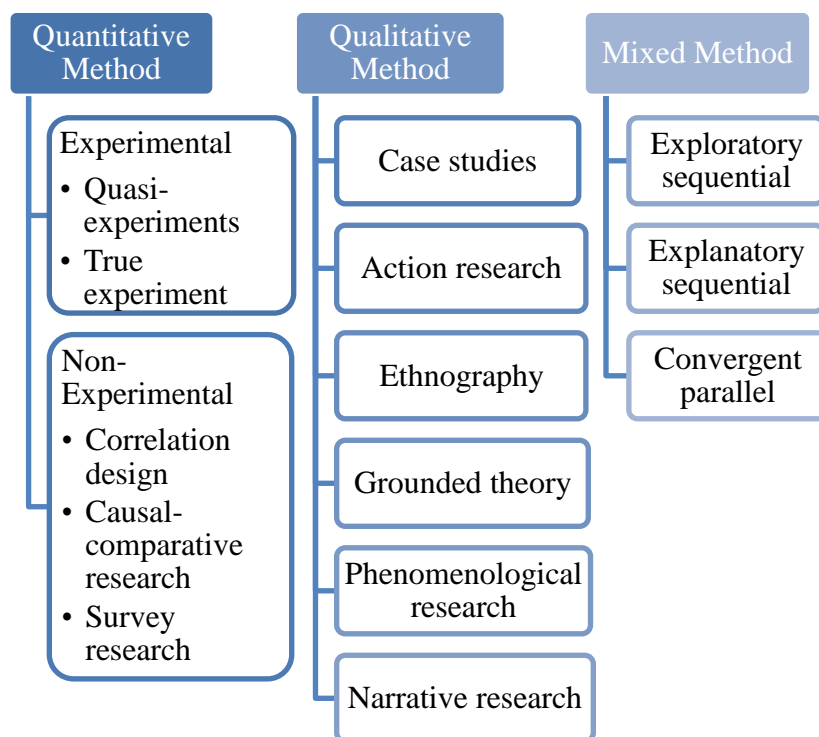 Quantitative
Method
Experimental
• Quasi-
experiments
• True
experiment
Non-
Experimental
• Correlation
design
• Causal-
comparative
research
• Survey
research
Qualitative
Method
Case studies
Action research
Ethnography
Grounded theory
Phenomenological
research
Narrative research
Mixed Method
Exploratory
sequential
Explanatory
sequential
Convergent
parallel